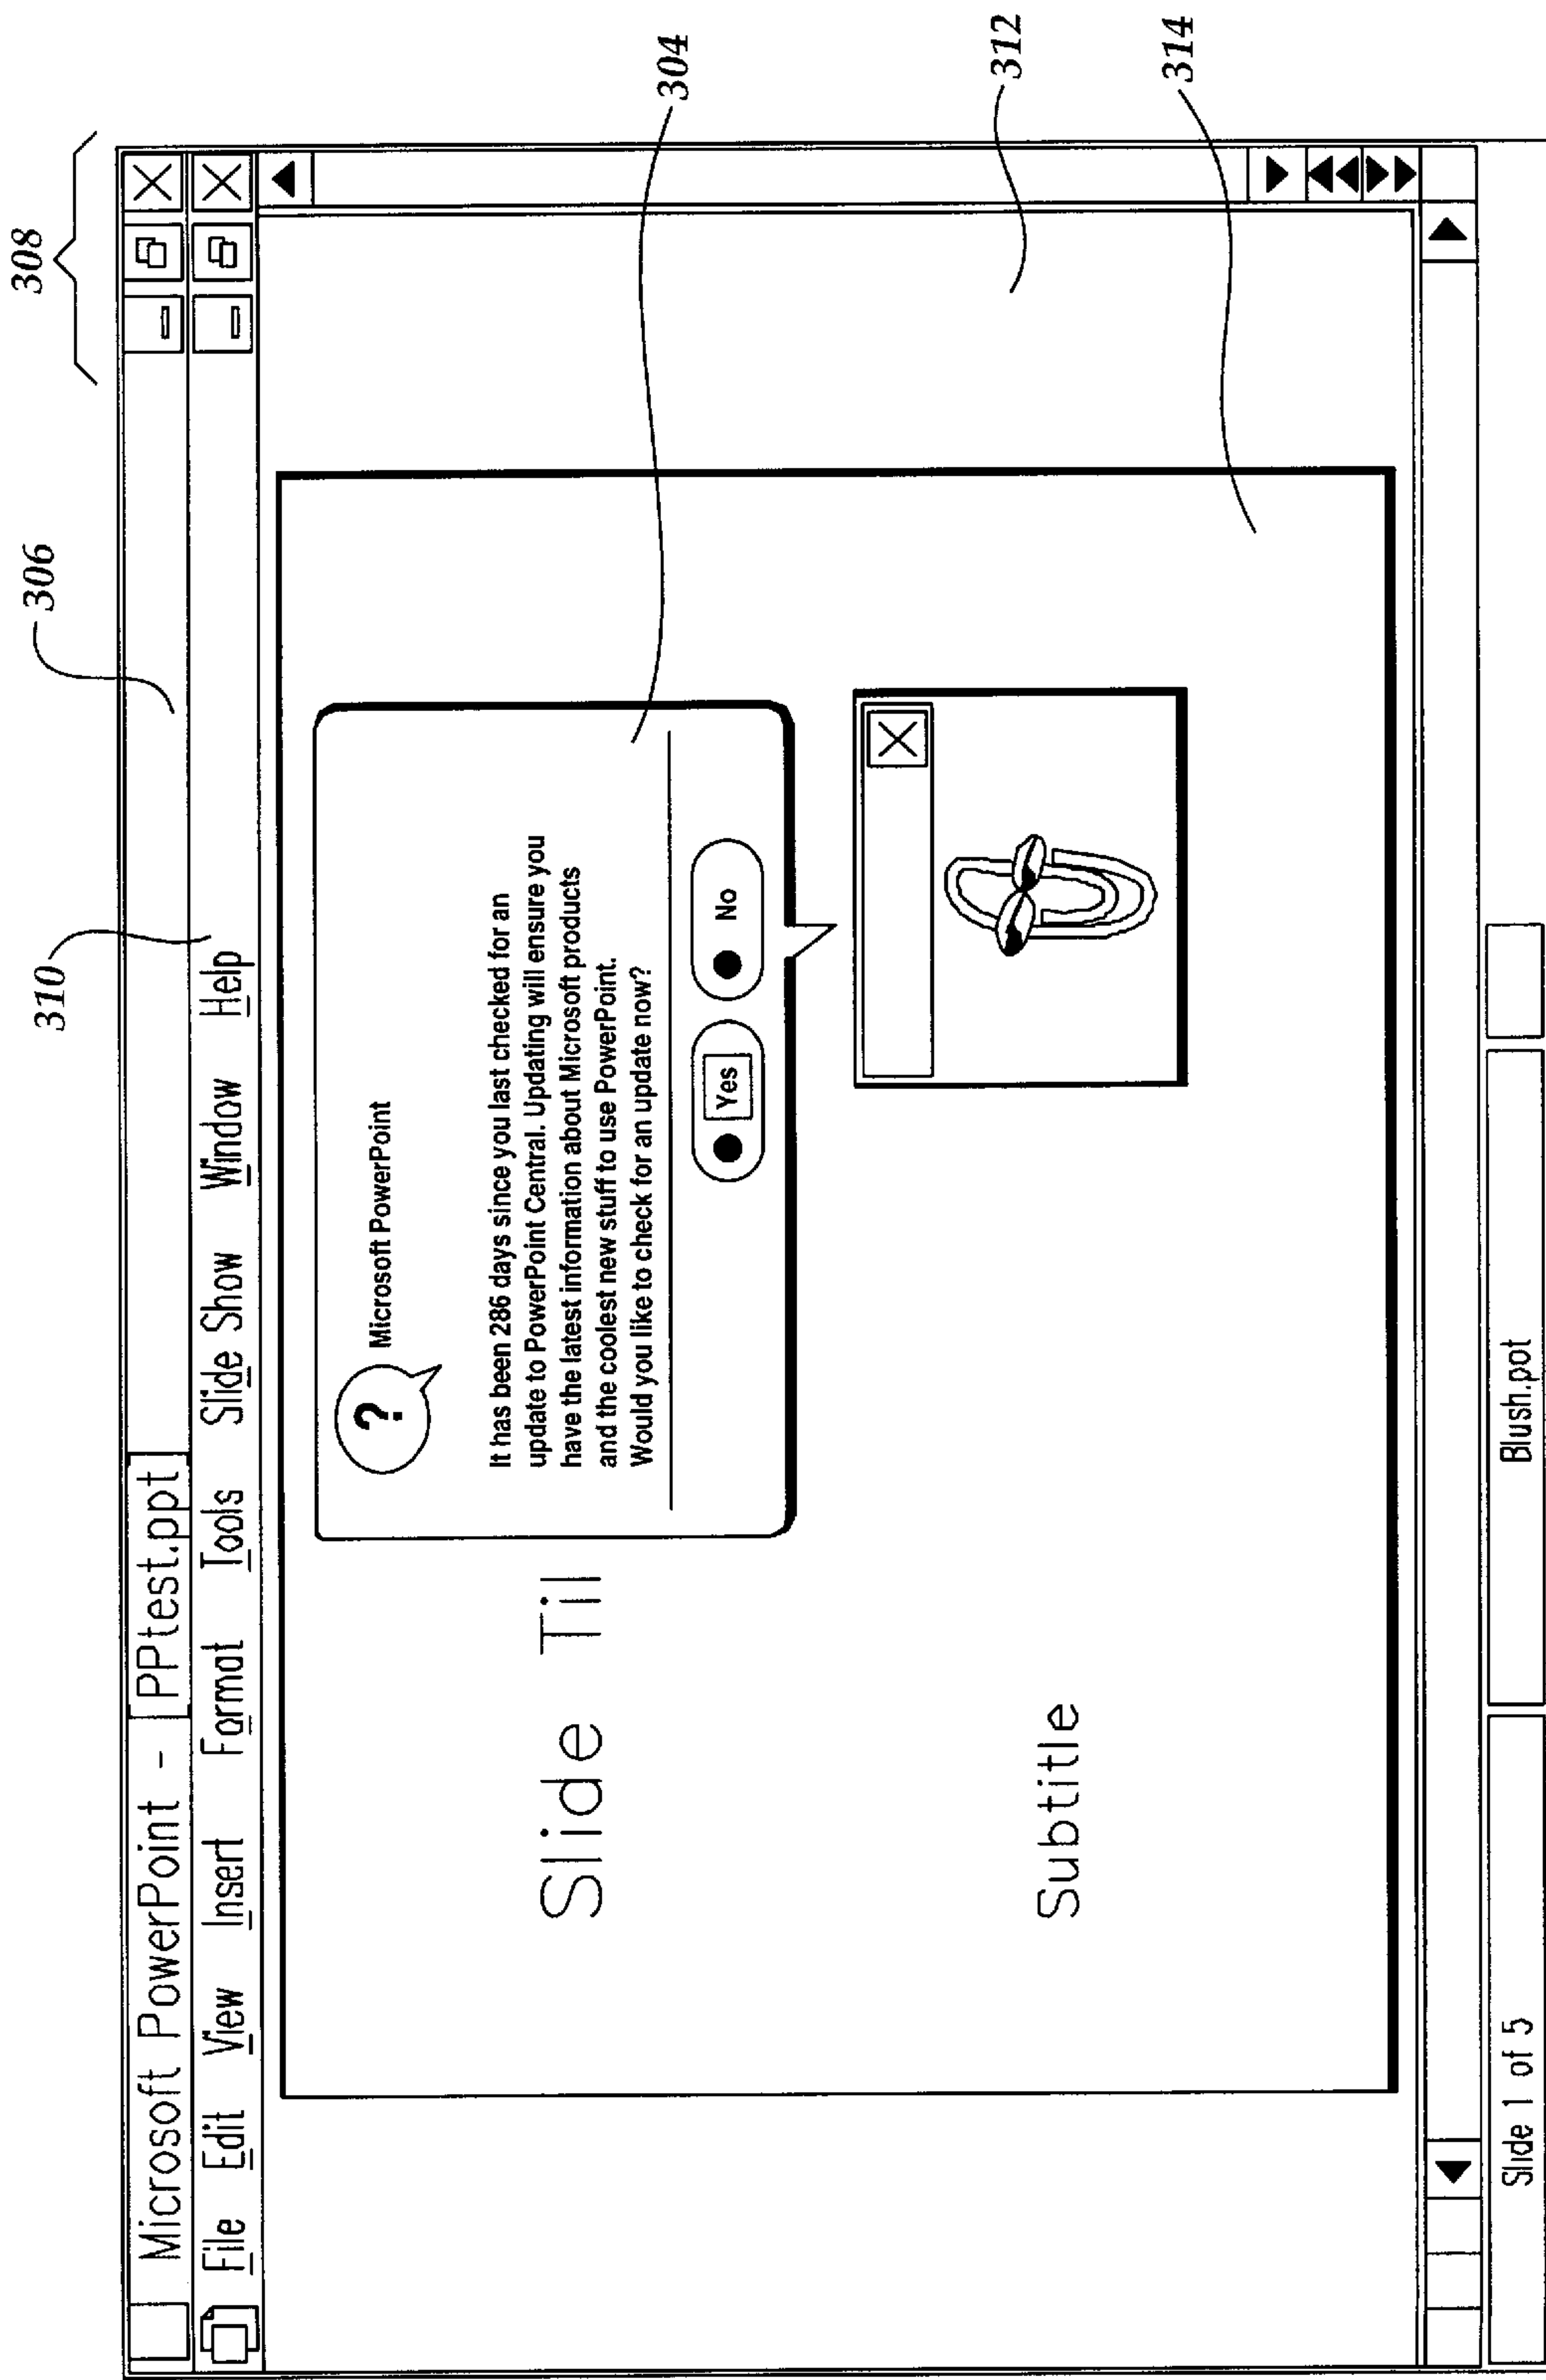 308
306
310
Microsoft PowerPoint - [PPtest.ppt]
File Edit View Insert Format Tools Slide Show Window Help
? Microsoft PowerPoint
It has been 286 days since you last checked for an
update to PowerPoint Central. Updating will ensure you
have the latest information about Microsoft products
and the coolest new stuff to use PowerPoint.
Would you like to check for an update now?
Yes No
304
Slide Til
Subtitle
312
314
Slide 1 of 5 Blush.pot